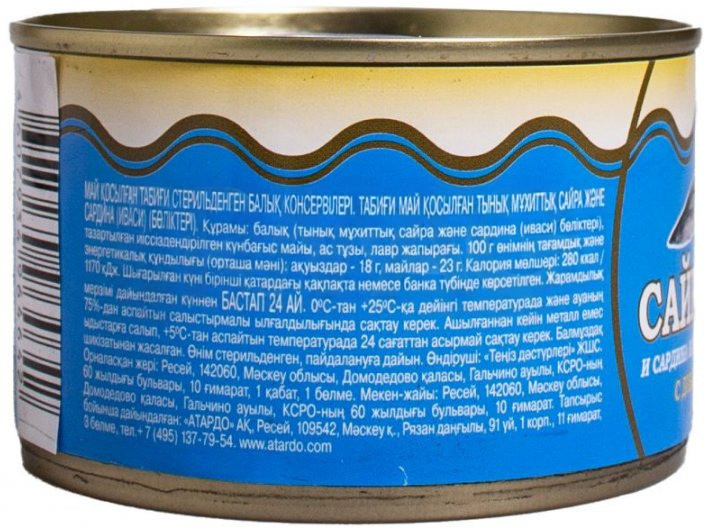 МАЙ ҚОСЫЛҒАН ТАБИҒИ СТЕРИЛЬДЕНГЕН БАЛЫҚ КОНСЕРВІЛЕРІ. ТАБИҒИ МАЙ ҚОСЫЛҒАН ТЫНЫҚ МҰХИТТЫҚ САЙРА ЖӘНЕ
САРДИНА (ИВАСИ) (БӨЛІКТЕРІ). Құрамы: балық (тынық мұхиттық сайра және сардина (иваси) бөліктері),
тазартылған иіссіздендірілген күнбағыс майы, ас тұзы, лавр жапырағы. 100 г өнімнің тағамдық және
энергетикалық құндылығы (орташа мәні): ақуыздар - 18 г, майлар - 23 г. Калория мөлшері: 280 ккал /
1170 кДж. Шығарылған күні бірінші қатардағы қақпақта немесе банка түбінде көрсетілген. Жарамдылық
мерзімі дайындалған күннен БАСТАП 24 АЙ. 0°С-тан +25°С-қа дейінгі температурада және ауаның
75%-дан аспайтын салыстырмалы ылғалдылығында сақтау керек. Ашылғаннан кейін металл емес
ыдыстарға салып, +5°С-тан аспайтын температурада 24 сағаттан асырмай сақтау керек. Балмұздақ
шикізатынан жасалған. Өнім стерильденген, пайдалануға дайын. Өндіруші: «Теңіз дәстүрлері» ЖШС.
Орналасқан жері: Ресей, 142060, Мәскеу облысы, Домодедово қаласы, Гальчино ауылы, КСРО-ның
60 жылдығы бульвары, 10 ғимарат, 1 қабат, 1 бөлме. Мекен-жайы: Ресей, 142060, Мәскеу облысы,
Домодедово қаласы, Гальчино ауылы, КСРО-ның 60 жылдығы бульвары, 10 ғимарат. Тапсырыс
бойынша дайындалған: «АТАРДО» АҚ, Ресей, 109542, Мәскеу қ., Рязан даңғылы, 91 үй, 1 корп., 11 ғимарат,
3 бөлме, тел.+ 7 (495) 137-79-54. www.atardo.com
И САРДИНА